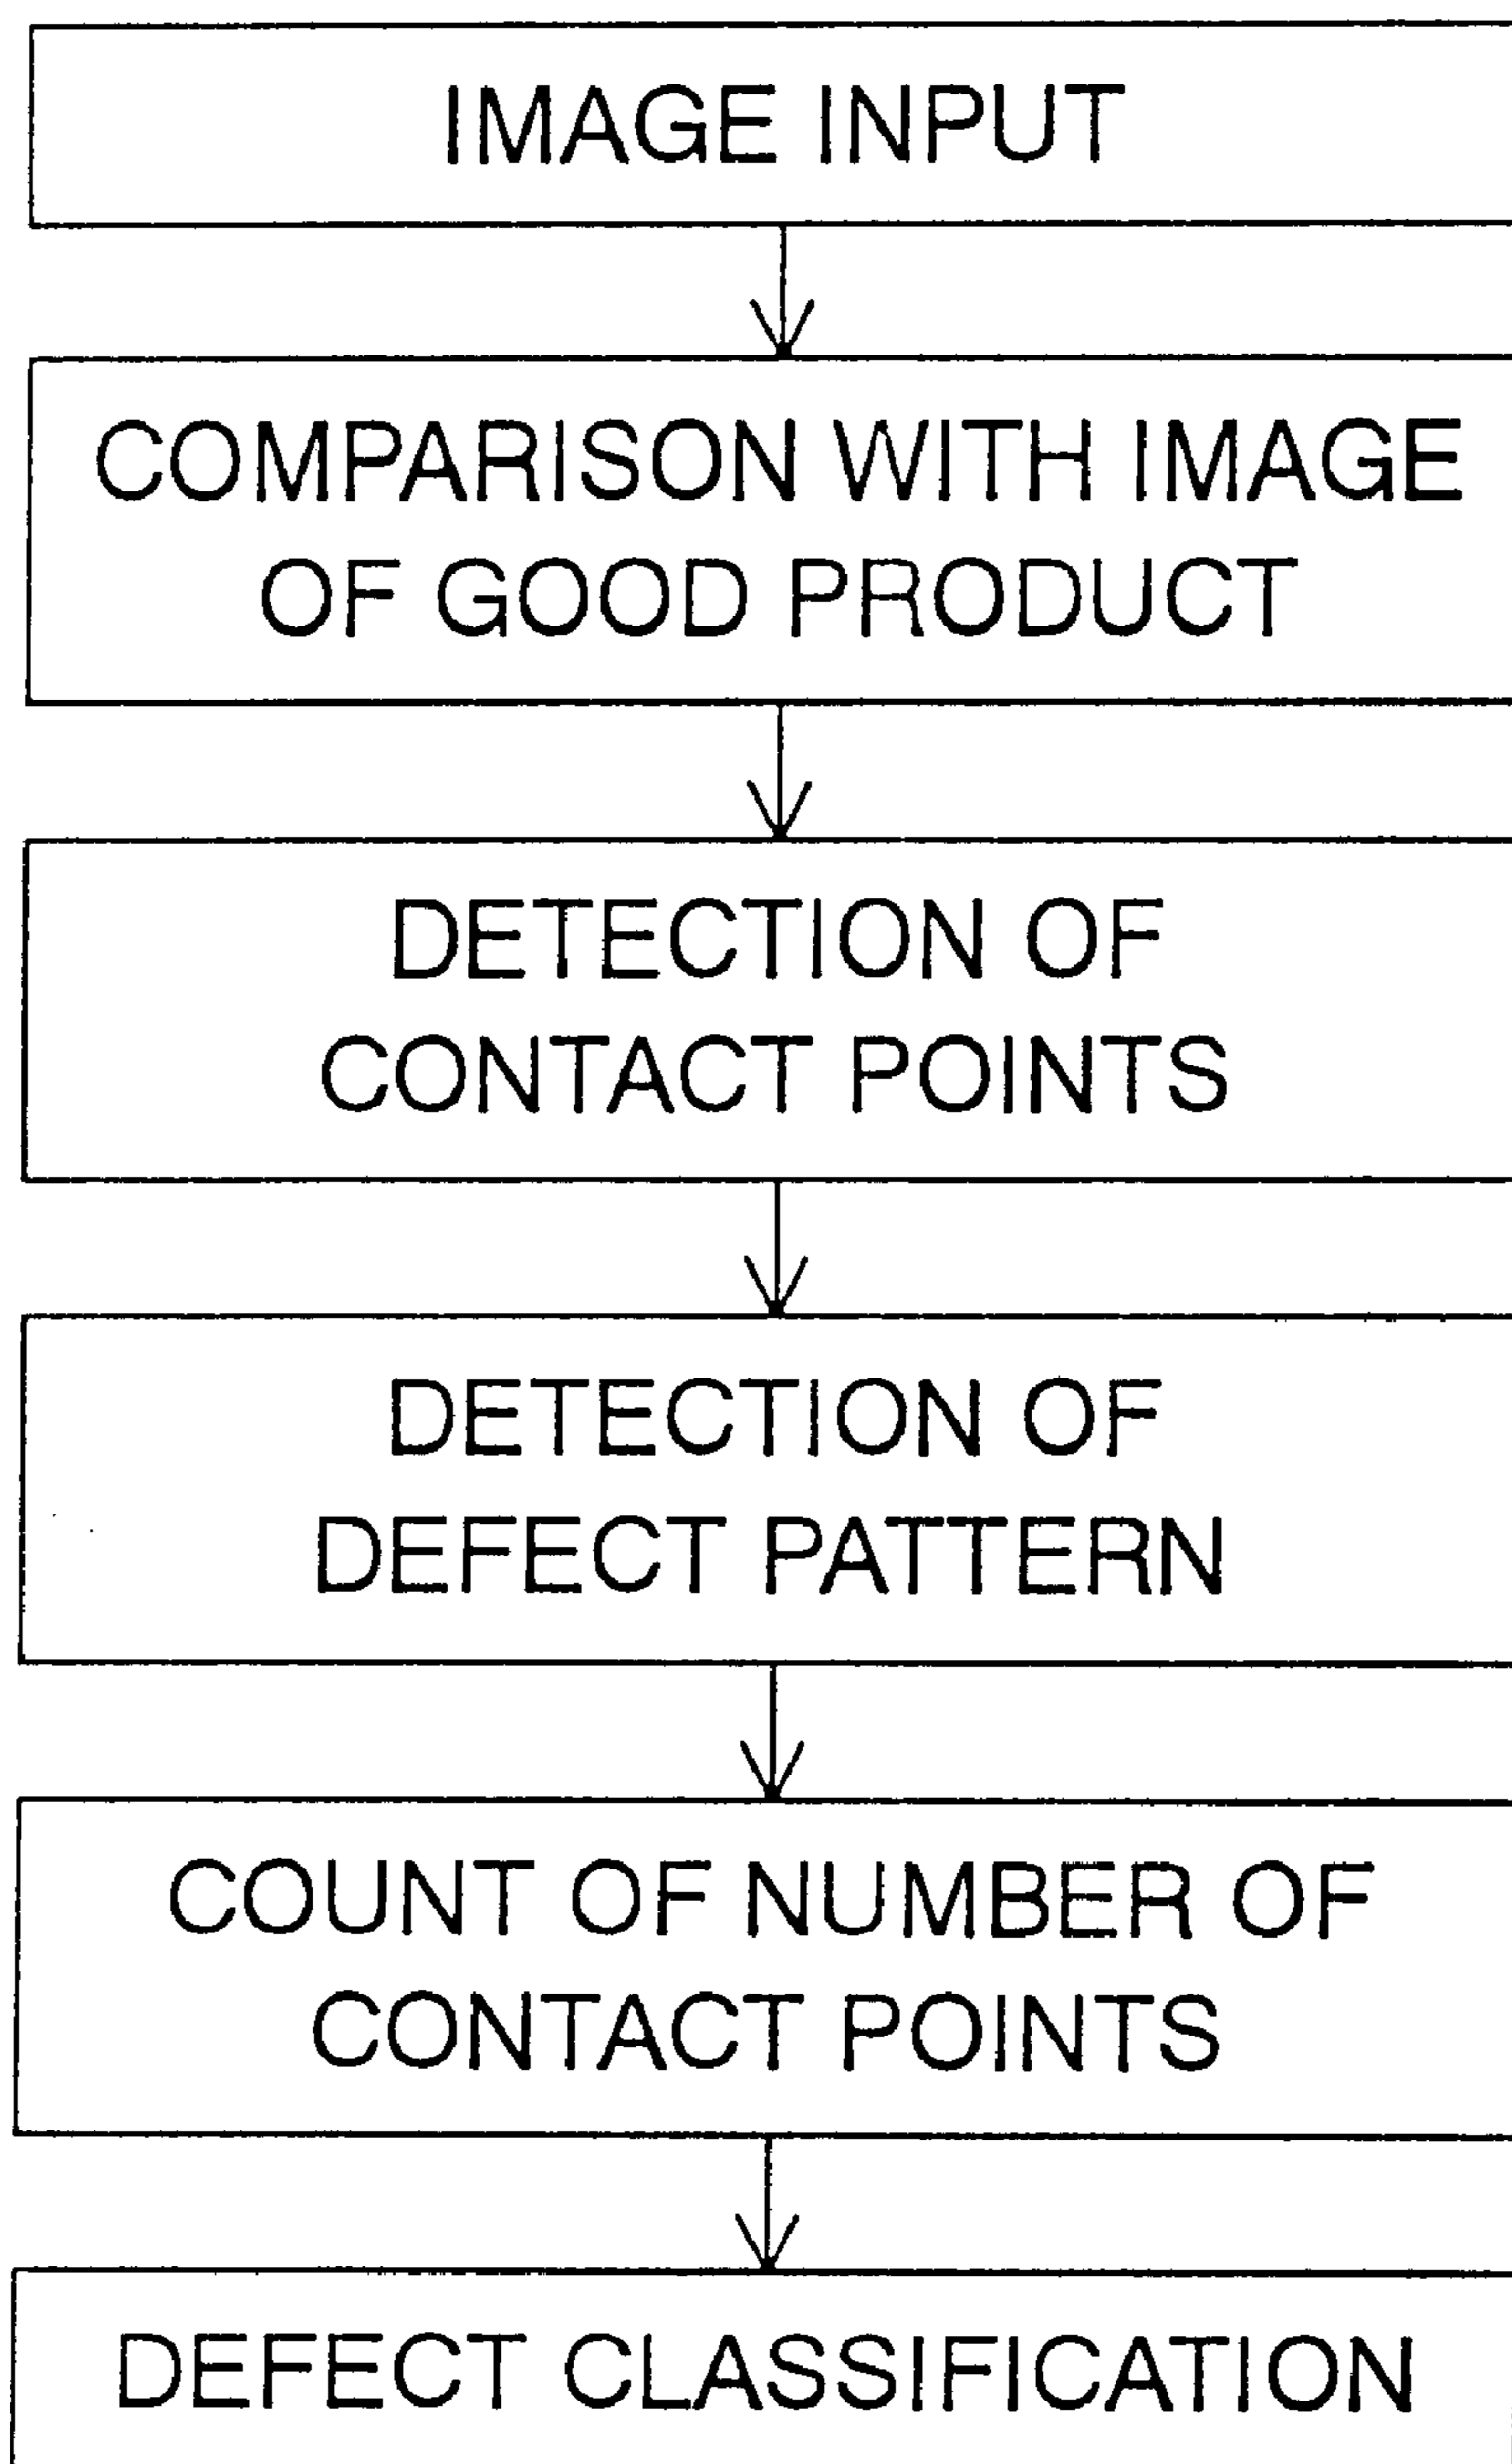 IMAGE INPUT
COMPARISON WITH IMAGE
OF GOOD PRODUCT
DETECTION OF
CONTACT POINTS
DETECTION OF
DEFECT PATTERN
COUNT OF NUMBER OF
CONTACT POINTS
DEFECT CLASSIFICATION